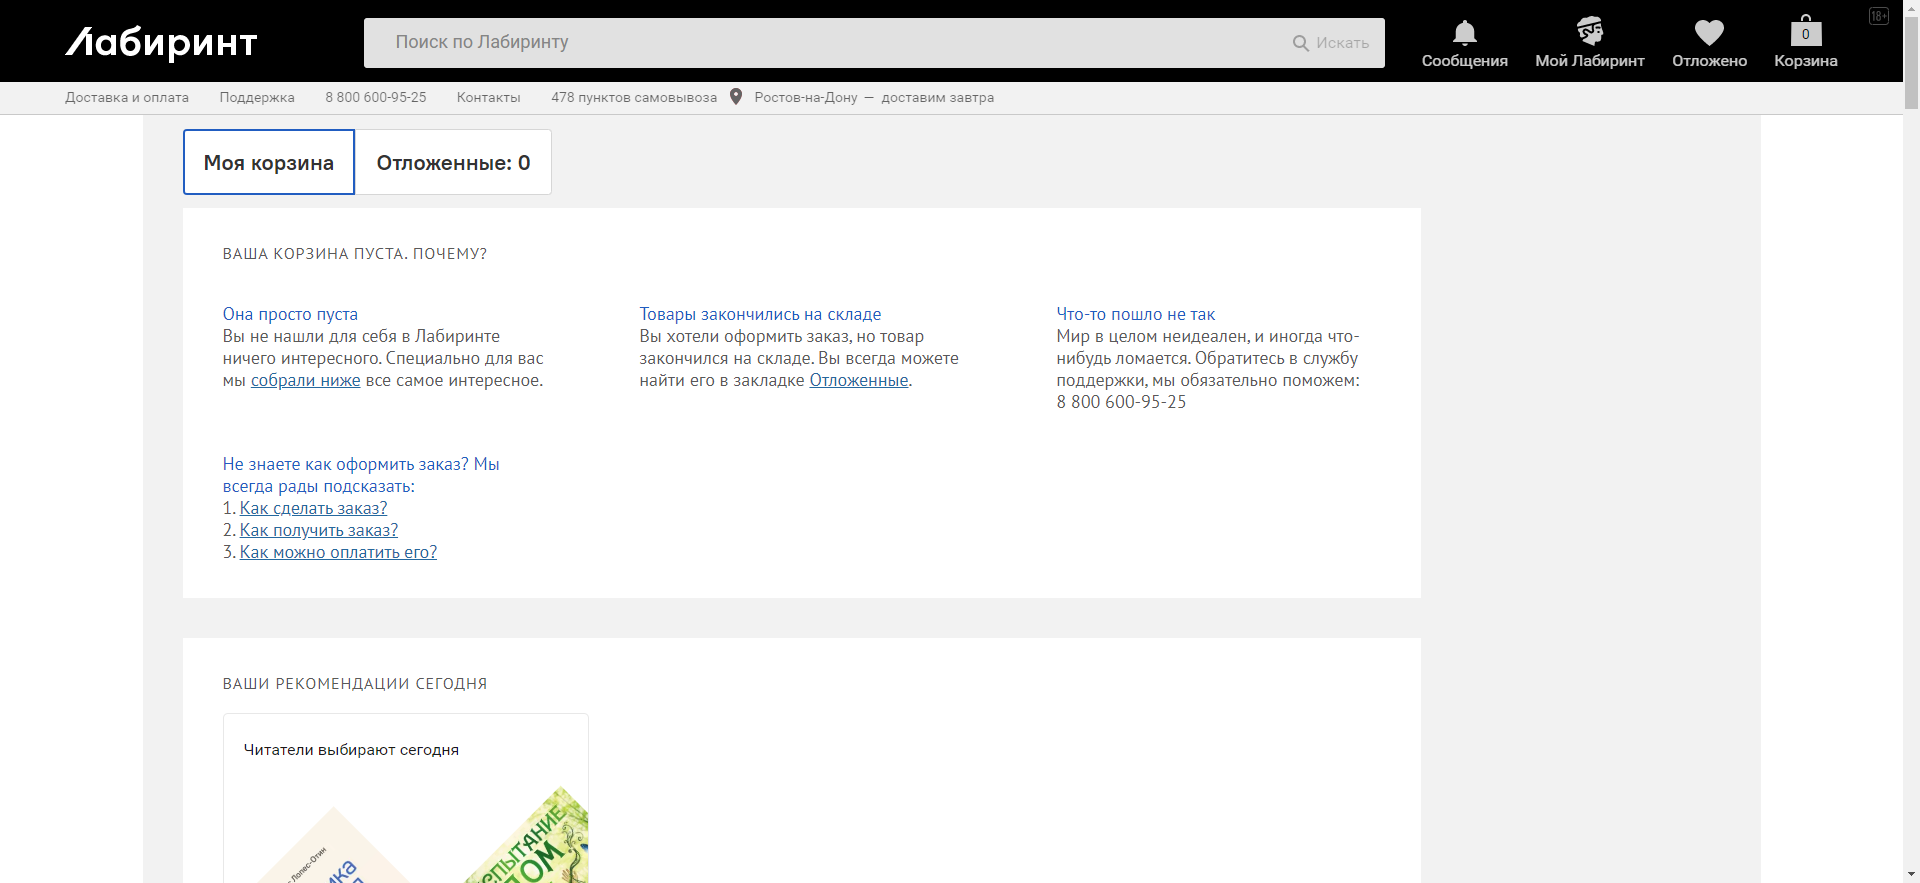 Лабиринт
Поиск по Лабиринту
Искать
Сообщения
Мой Лабиринт
Отложено
0
Корзина
18+
Доставка и оплата
Поддержка
8 800 600-95-25
Контакты
478 пунктов самовывоза
Ростов-на-Дону — доставим завтра
Моя корзина
Отложенные: 0
ВАША КОРЗИНА ПУСТА. ПОЧЕМУ?
Она просто пуста
Вы не нашли для себя в Лабиринте
ничего интересного. Специально для вас
мы собрали ниже все самое интересное.
Товары закончились на складе
Вы хотели оформить заказ, но товар
закончился на складе. Вы всегда можете
найти его в закладке Отложенные.
Что-то пошло не так
Мир в целом неидеален, и иногда что-
нибудь ломается. Обратитесь в службу
поддержки, мы обязательно поможем:
8 800 600-95-25
Не знаете как оформить заказ? Мы
всегда рады подсказать:
1. Как сделать заказ?
2. Как получить заказ?
3. Как можно оплатить его?
ВАШИ РЕКОМЕНДАЦИИ СЕГОДНЯ
Читатели выбирают сегодня
Лопес-Отин